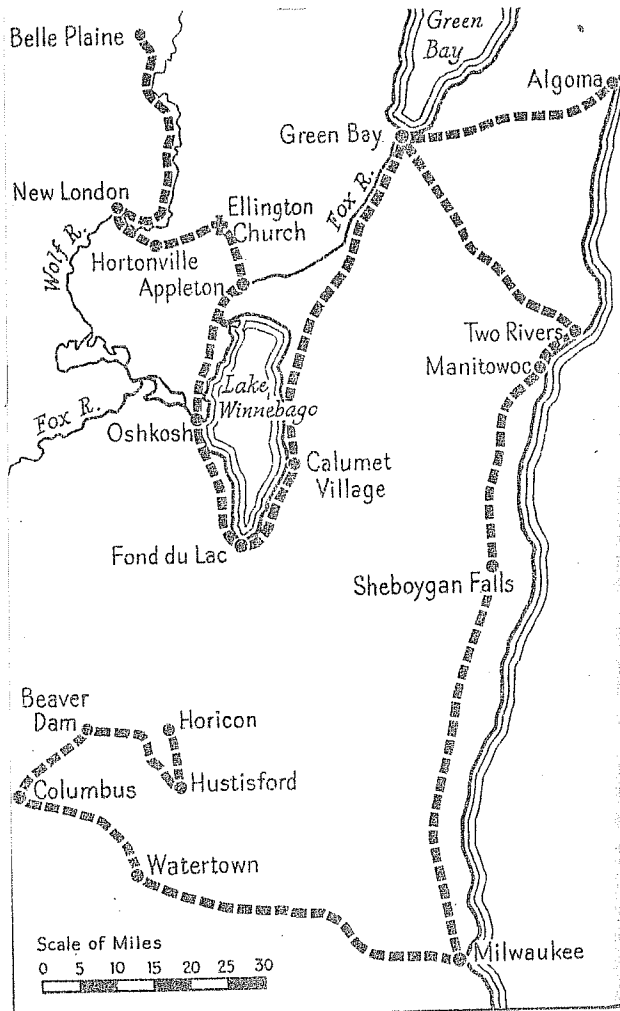 Belle Plaine
Green
Bay
Algoma
Green Bay
New London
Ellington
Church
Fox R.
Wolf R.
Hortonville
Appleton
Two Rivers
Manitowoc
Lake
Winnebago
Fox R.
Oshkosh
Calumet
Village
Fond du Lac
Sheboygan Falls
Beaver
Dam
Horicon
Columbus
Hustisford
Watertown
Milwaukee
Scale of Miles
0 5 10 15 20 25 30